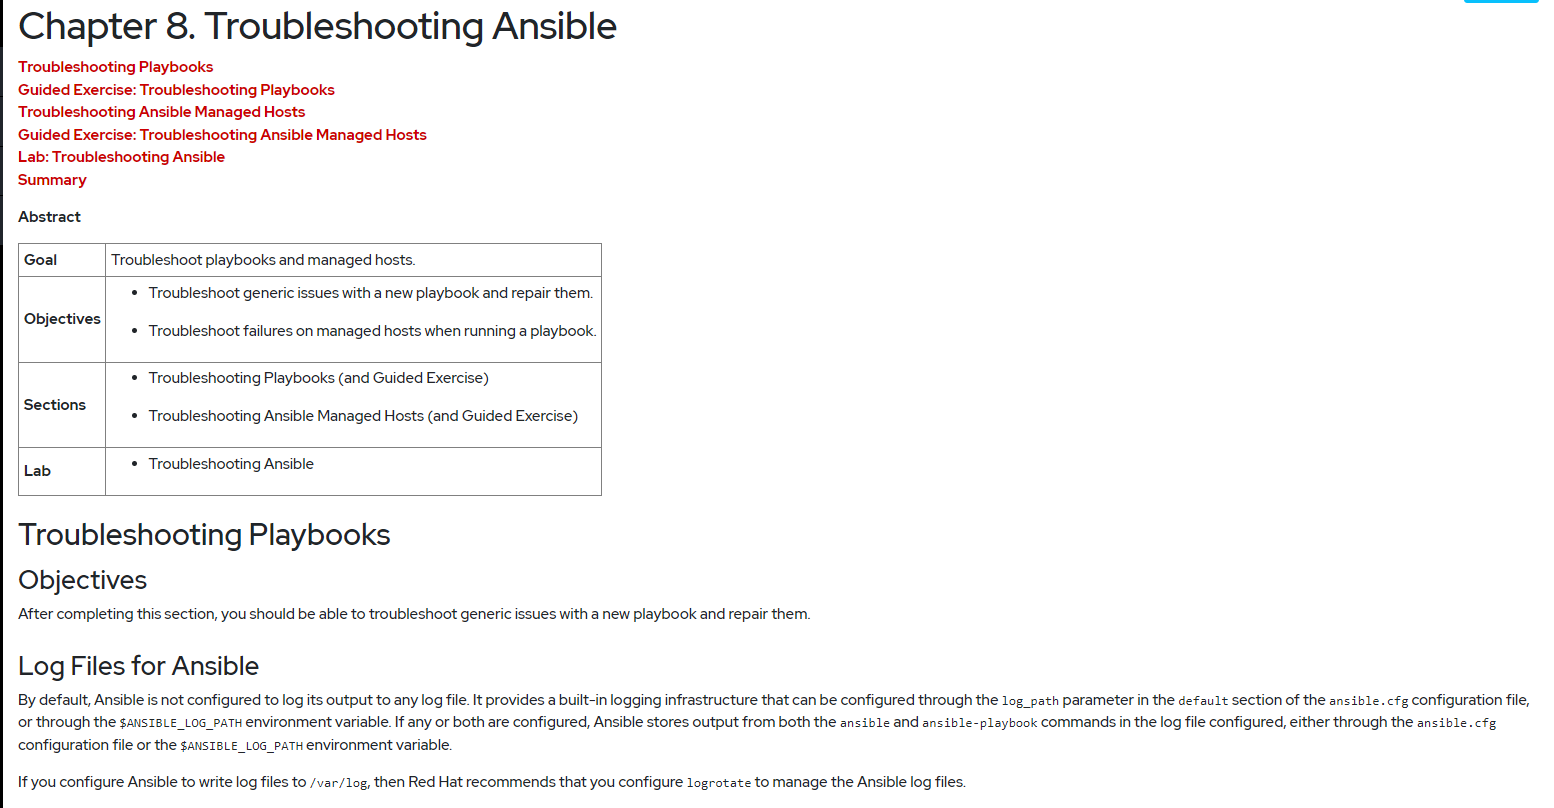 Chapter 8. Troubleshooting Ansible
Troubleshooting Playbooks
Guided Exercise: Troubleshooting Playbooks
Troubleshooting Ansible Managed Hosts
Guided Exercise: Troubleshooting Ansible Managed Hosts
Lab: Troubleshooting Ansible
Summary
Abstract
Goal
Troubleshoot playbooks and managed hosts.
Objectives
• Troubleshoot generic issues with a new playbook and repair them.
• Troubleshoot failures on managed hosts when running a playbook.
Sections
• Troubleshooting Playbooks (and Guided Exercise)
• Troubleshooting Ansible Managed Hosts (and Guided Exercise)
Lab
• Troubleshooting Ansible
Troubleshooting Playbooks
Objectives
After completing this section, you should be able to troubleshoot generic issues with a new playbook and repair them.
Log Files for Ansible
By default, Ansible is not configured to log its output to any log file. It provides a built-in logging infrastructure that can be configured through the log_path parameter in the default section of the ansible.cfg configuration file,
or through the $ANSIBLE_LOG_PATH environment variable. If any or both are configured, Ansible stores output from both the ansible and ansible-playbook commands in the log file configured, either through the ansible.cfg
configuration file or the $ANSIBLE_LOG_PATH environment variable.
If you configure Ansible to write log files to /var/log, then Red Hat recommends that you configure logrotate to manage the Ansible log files.